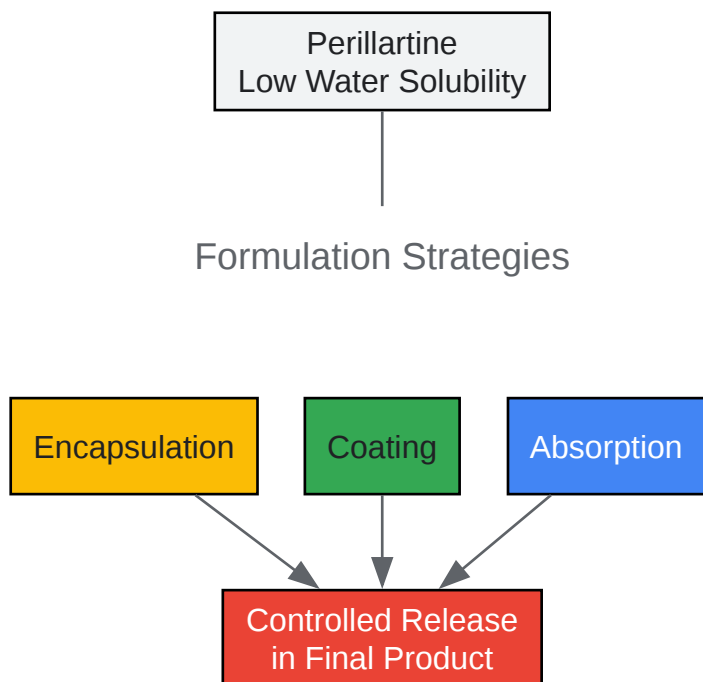 Perillartine
Low Water Solubility
Formulation Strategies
Encapsulation
Coating
Absorption
Controlled Release
in Final Product